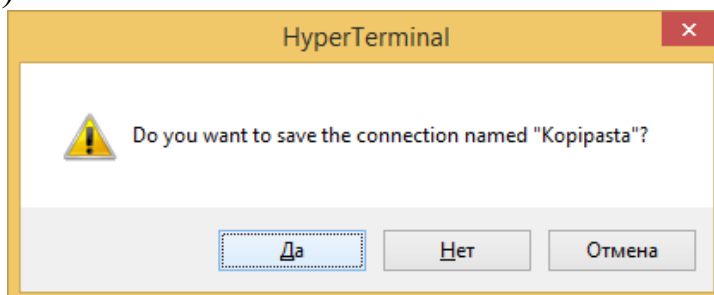 )
HyperTerminal
Do you want to save the connection named "Kopipasta"?
Да Нет Отмена